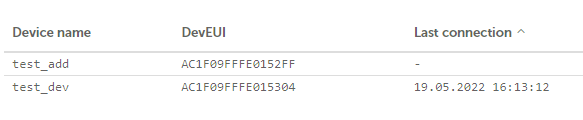 Device name DevEUI Last connection
test_add AC1F09FFFE0152FF -
test_dev AC1F09FFFE015304 19.05.2022 16:13:12